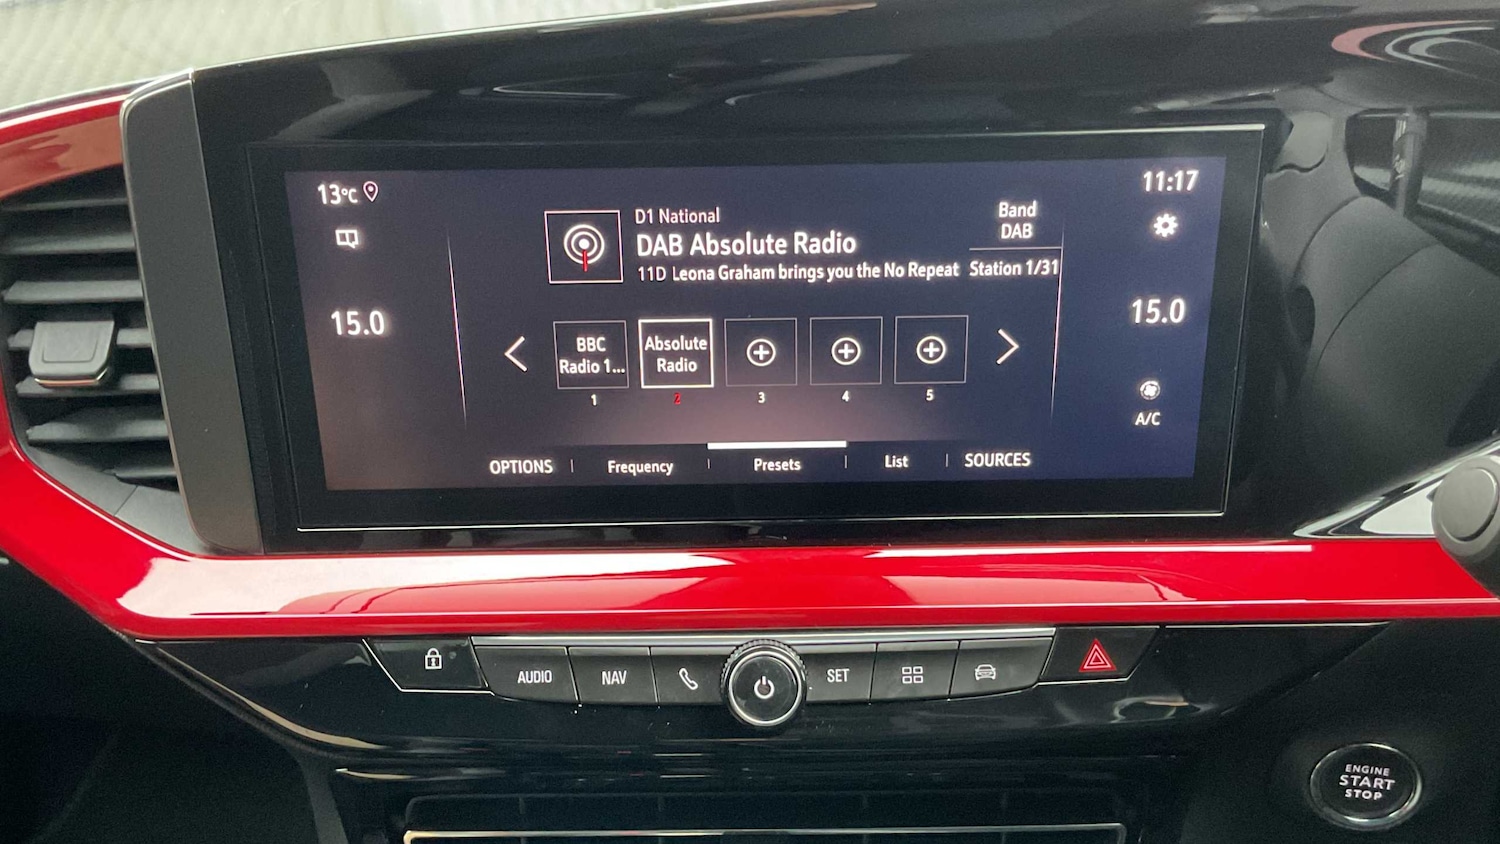 13°C
11:17
D1 National
DAB Absolute Radio
11D Leona Graham brings you the No Repeat
Band
DAB
Station 1/31
15.0
15.0
BBC
Radio 1...
Absolute
Radio
1
2
3
4
5
A/C
OPTIONS
Frequency
Presets
List
SOURCES
AUDIO
NAV
SET
ENGINE
START
STOP